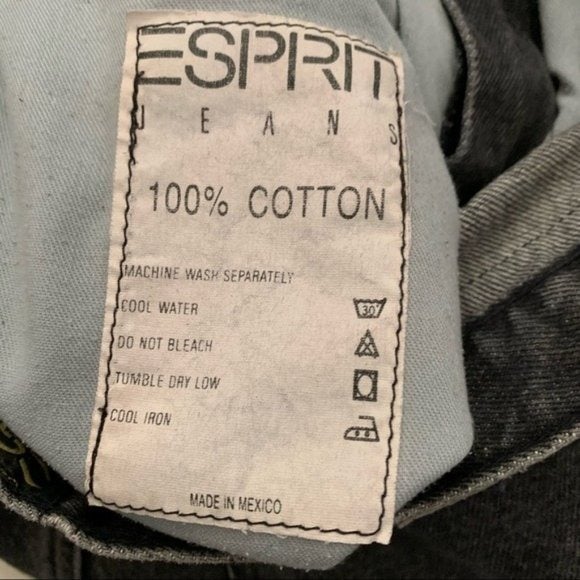 ESPRIT
JEANS
100% COTTON
MACHINE WASH SEPARATELY
COOL WATER 30°
DO NOT BLEACH
TUMBLE DRY LOW
COOL IRON
MADE IN MEXICO